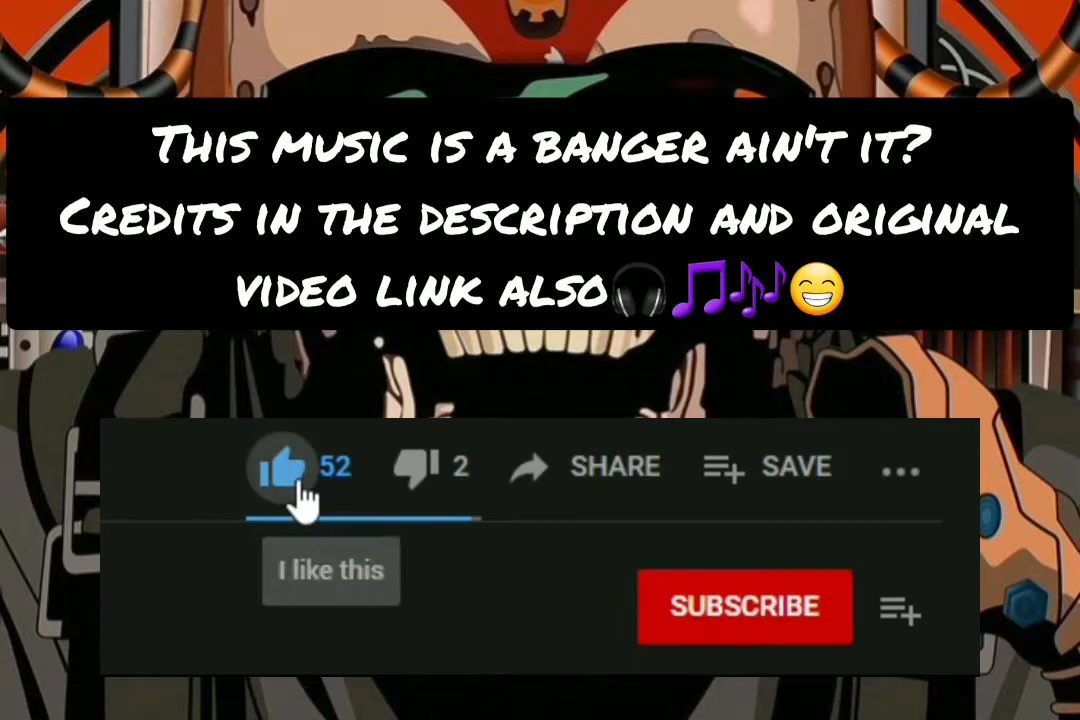 This music is a banger ain't it?
Credits in the description and original
video link also🎧🎵🎶😁
52 2 SHARE SAVE
I like this
SUBSCRIBE